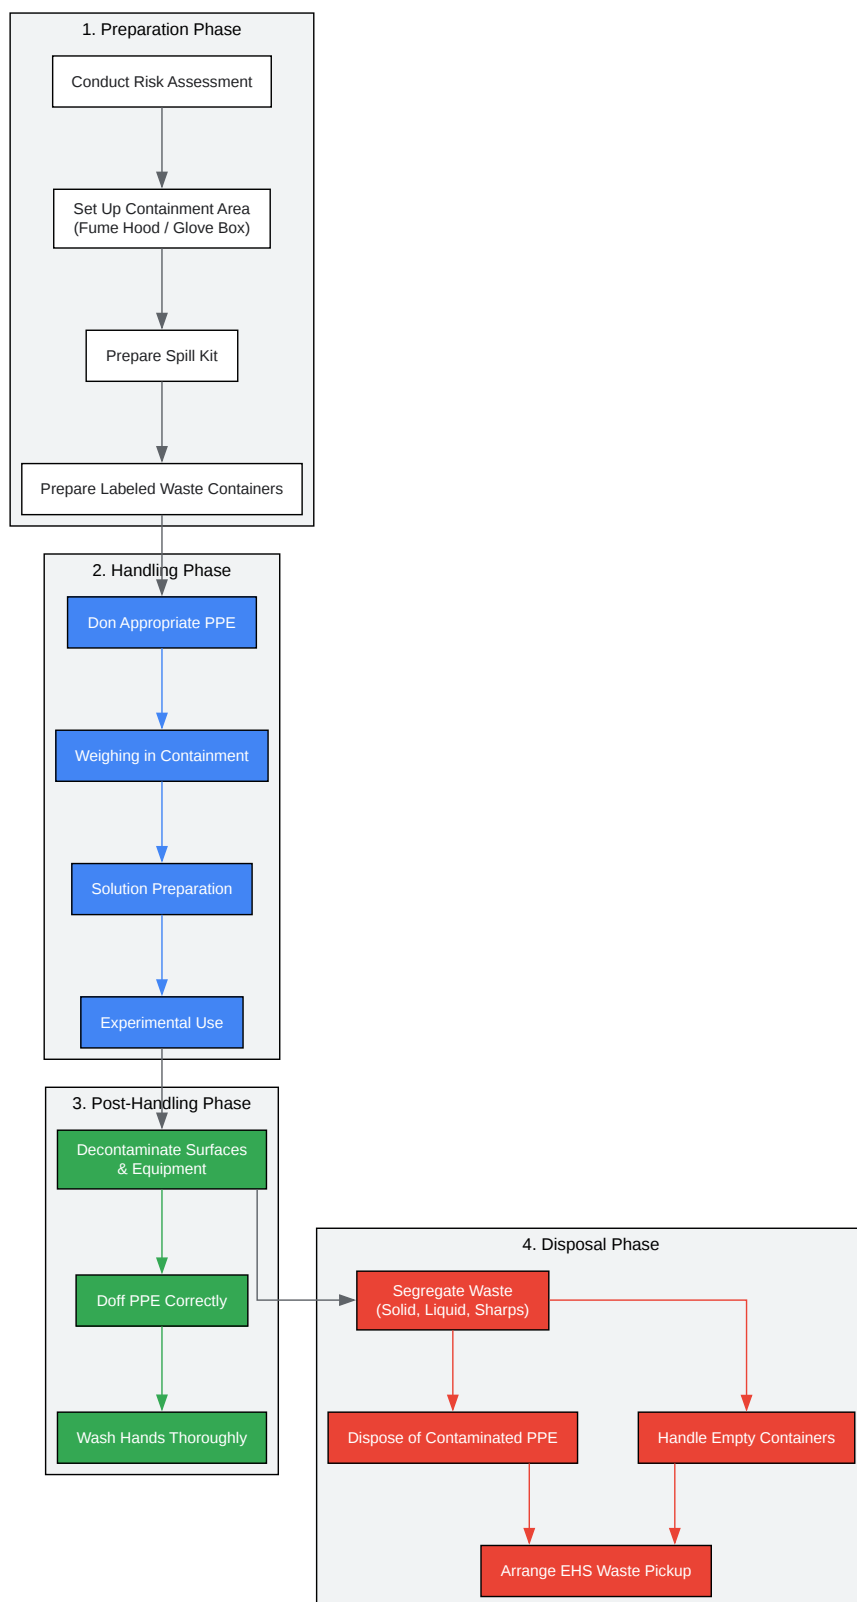 1. Preparation Phase
Conduct Risk Assessment
Set Up Containment Area
(Fume Hood / Glove Box)
Prepare Spill Kit
Prepare Labeled Waste Containers
2. Handling Phase
Don Appropriate PPE
Weighing in Containment
Solution Preparation
Experimental Use
3. Post-Handling Phase
Decontaminate Surfaces
& Equipment
Doff PPE Correctly
Wash Hands Thoroughly
4. Disposal Phase
Segregate Waste
(Solid, Liquid, Sharps)
Dispose of Contaminated PPE
Handle Empty Containers
Arrange EHS Waste Pickup